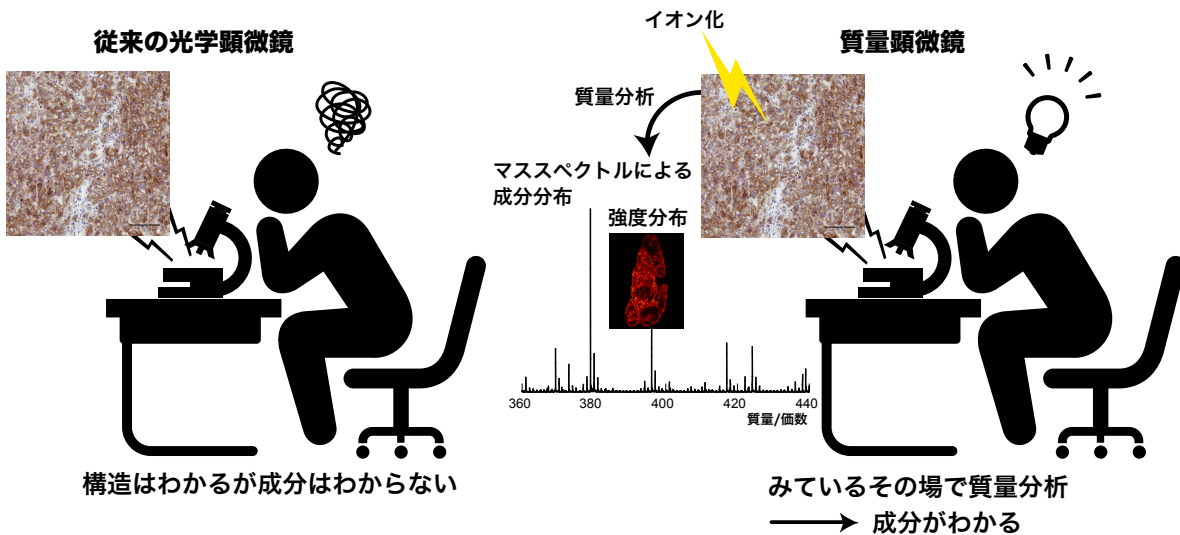 従来の光学顕微鏡
構造はわかるが成分はわからない
イオン化
質量顕微鏡
質量分析
マススペクトルによる
成分分布
強度分布
360 380 400 420 440
質量/価数
みているその場で質量分析
成分がわかる